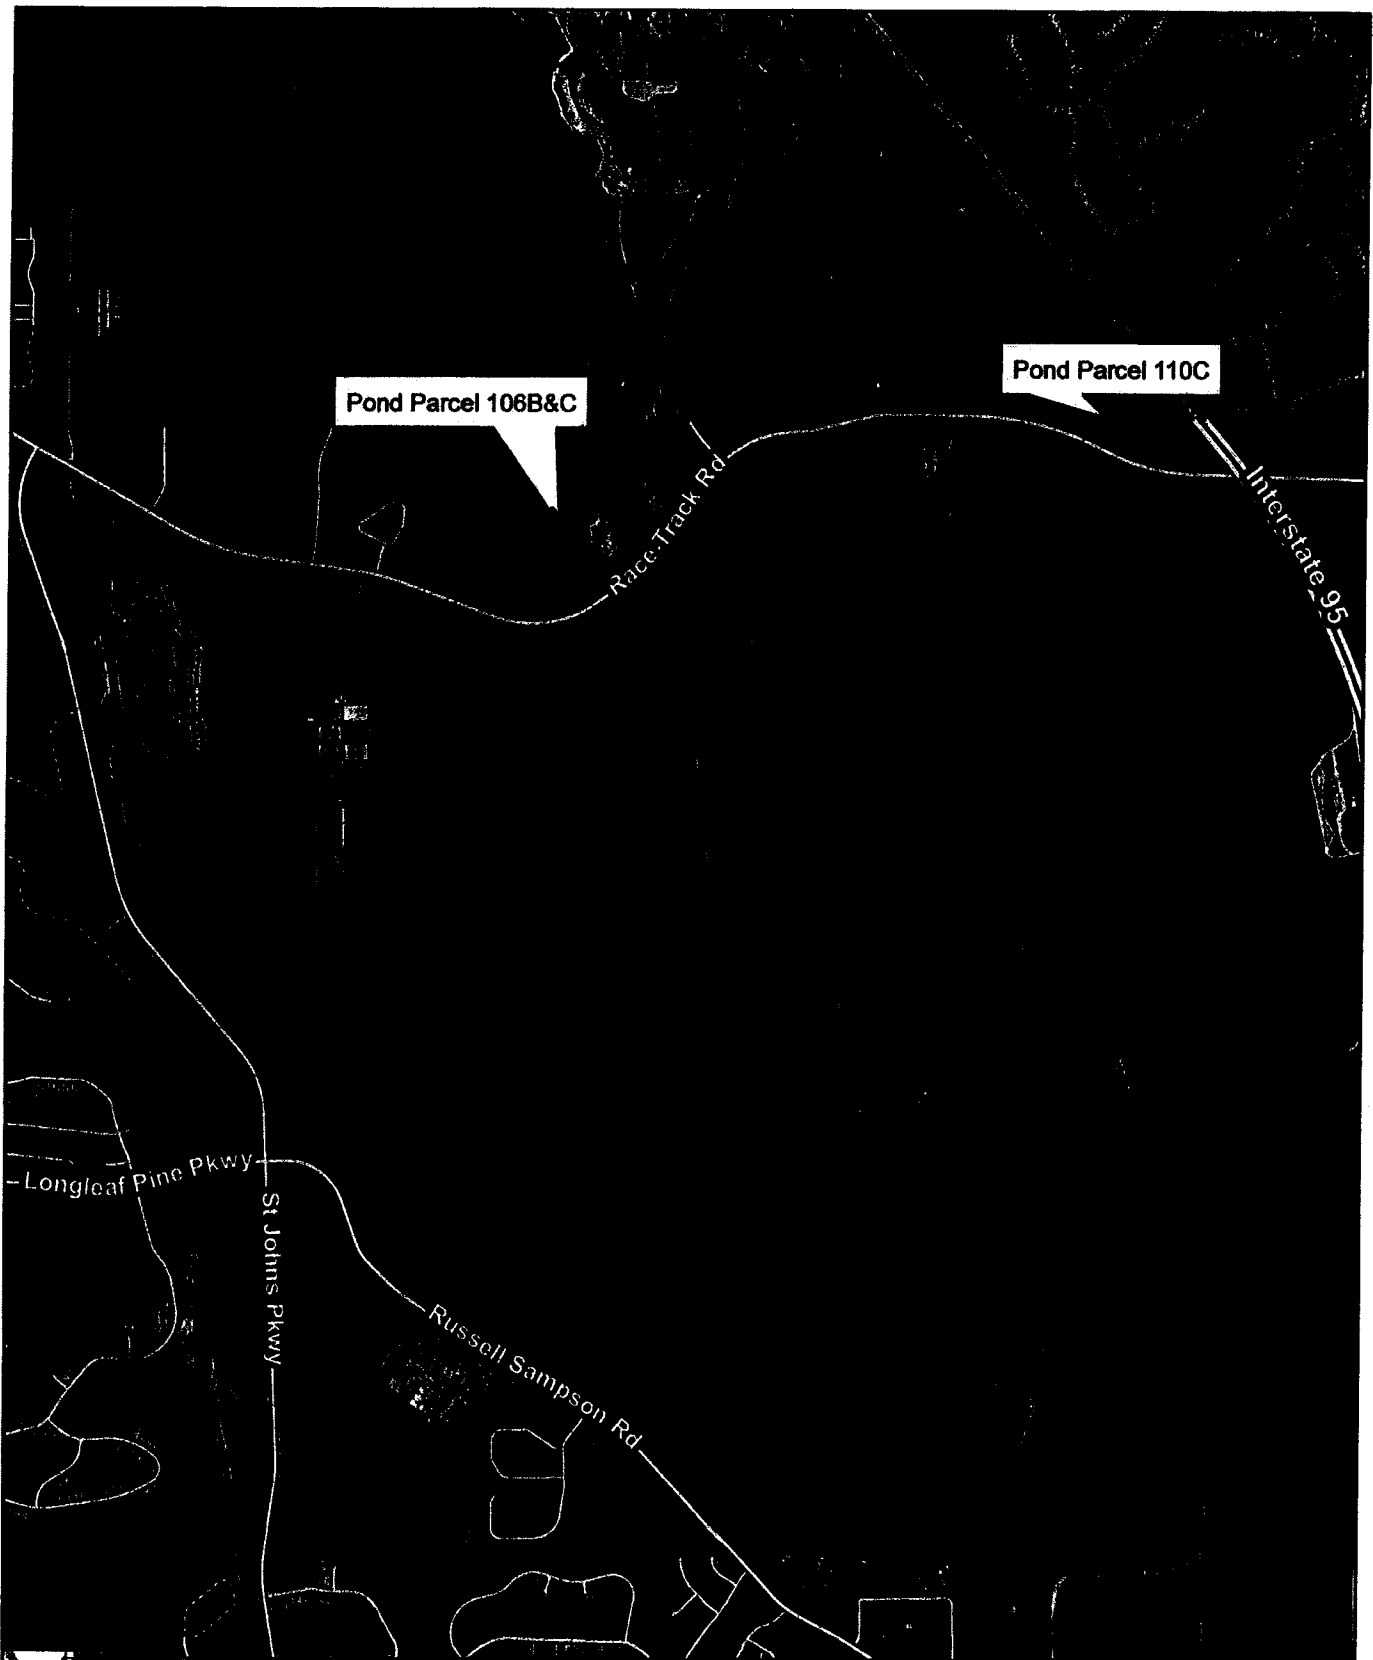 Pond Parcel 110C
Pond Parcel 106B&C
Race Track Rd
Interstate 95
Longleaf Pine Pkwy
St Johns Pkwy
Russell Sampson Rd